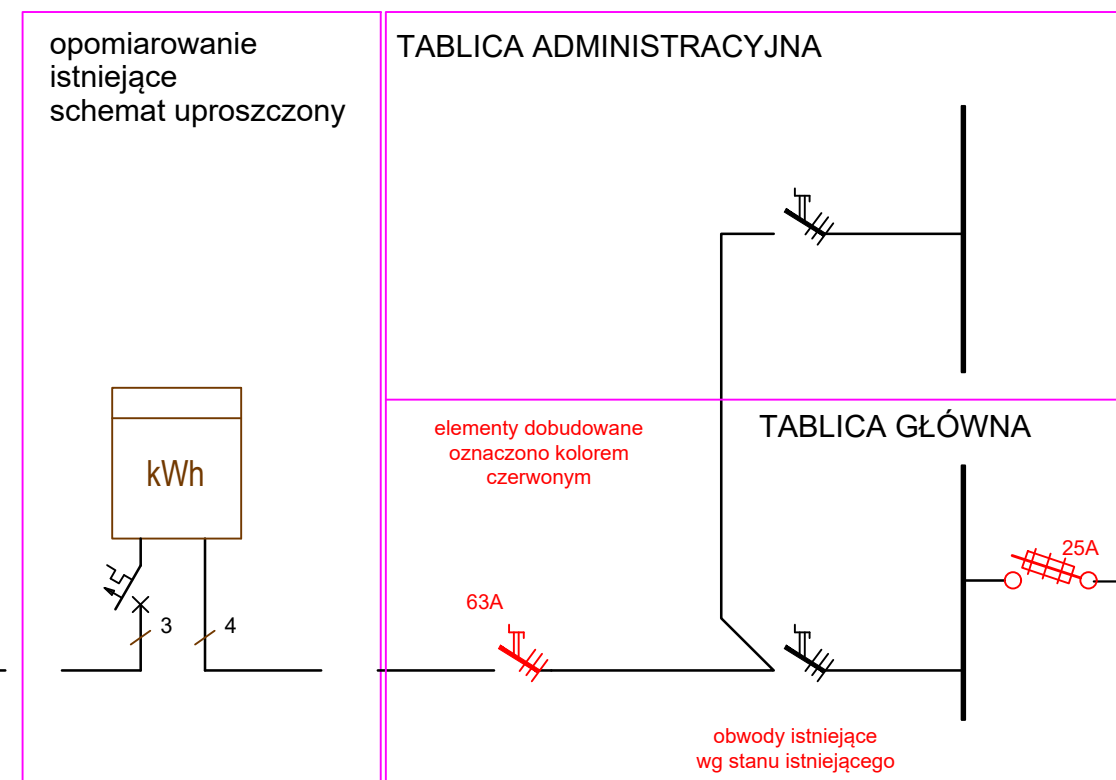 opomiarowanie
istniejące
schemat uproszczony
TABLICA ADMINISTRACYJNA
elementy dobudowane
oznaczono kolorem
czerwonym
TABLICA GŁÓWNA
kWh
25A
63A
3
4
obwody istniejące
wg stanu istniejącego